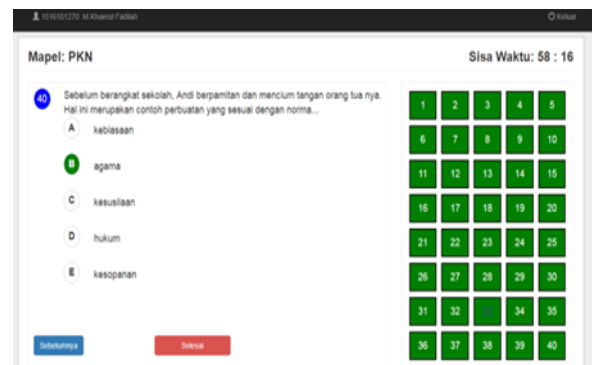 1516101270. M.Khaerul Fadilah
Keluar
Mapel: PKN
Sisa Waktu: 58 : 16
40
Sebelum berangkat sekolah, Andi berpamitan dan mencium tangan orang tua nya.
Hal ini merupakan contoh perbuatan yang sesuai dengan norma...
A kebiasaan
B agama
C kesusilaan
D hukum
E kesopanan
Sebelumnya
Selesai
1 2 3 4 5
6 7 8 9 10
11 12 13 14 15
16 17 18 19 20
21 22 23 24 25
26 27 28 29 30
31 32 34 35
36 37 38 39 40